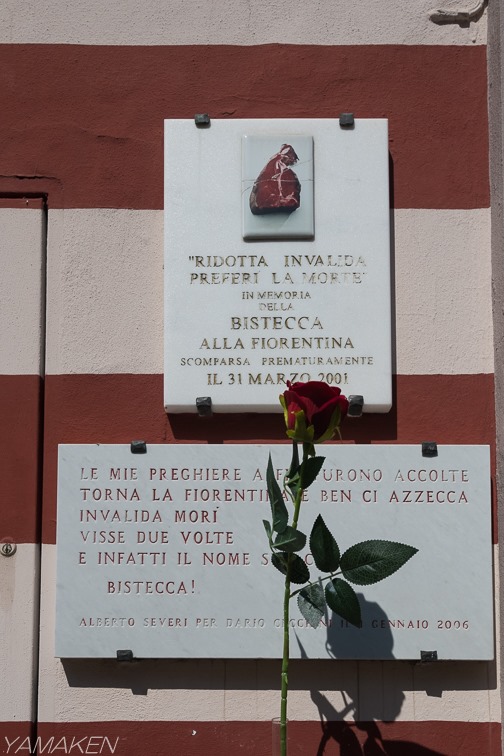 "RIDOTTA INVALIDA
PREFERÌ LA MORTE"
IN MEMORIA
DELLA
BISTECCA
ALLA FIORENTINA
SCOMPARSA PREMATURAMENTE
IL 31 MARZO 2001
LE MIE PREGHIERE FURONO ACCOLTE
TORNA LA FIORENTINA E BEN CI AZZECCA
INVALIDA MORÍ
VISSE DUE VOLTE
E INFATTI IL NOME
BISTECCA!
ALBERTO SEVERI PER DARIO GENNAIO 2006
YAMAKEN